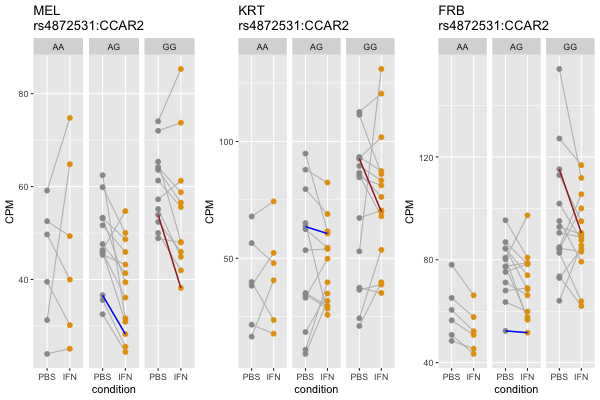 MEL
rs4872531:CCAR2
AA AG GG
CPM
80
60
40
PBS IFN PBS IFN PBS IFN
condition
KRT
rs4872531:CCAR2
AA AG GG
CPM
100
50
PBS IFN PBS IFN PBS IFN
condition
FRB
rs4872531:CCAR2
AA AG GG
CPM
120
80
40
PBS IFN PBS IFN PBS IFN
condition